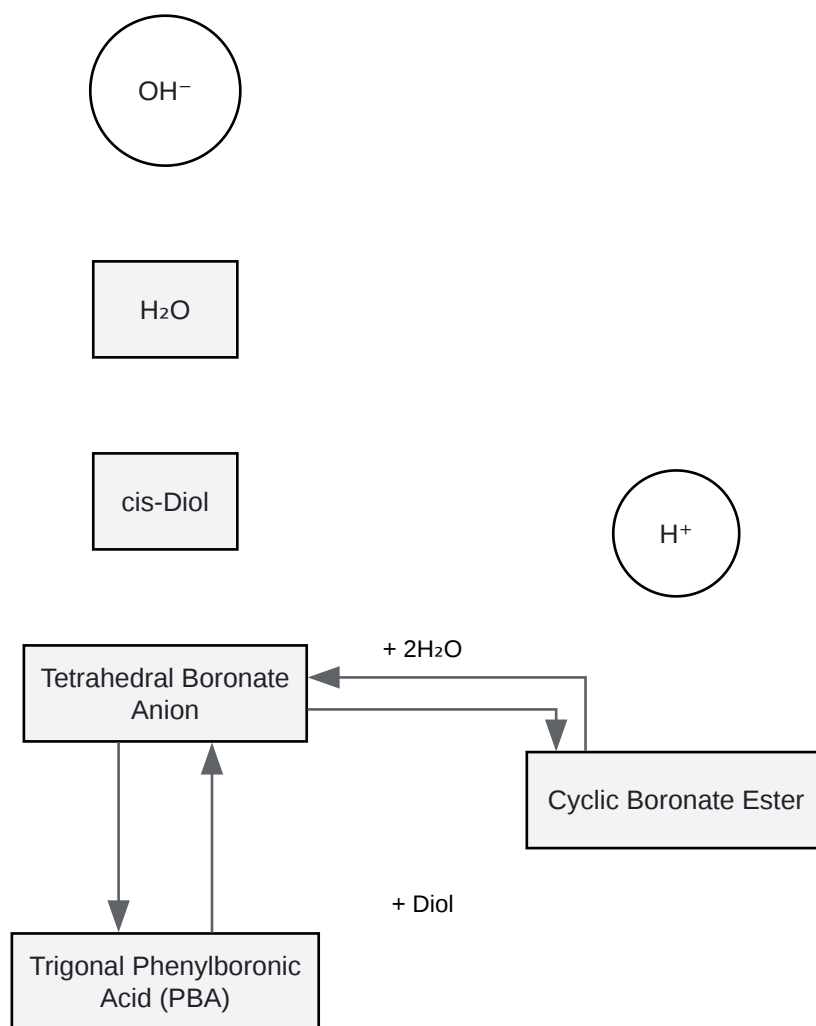 OH⁻
H₂O
cis-Diol
H⁺
+ 2H₂O
Tetrahedral Boronate
Anion
Cyclic Boronate Ester
+ Diol
Trigonal Phenylboronic
Acid (PBA)